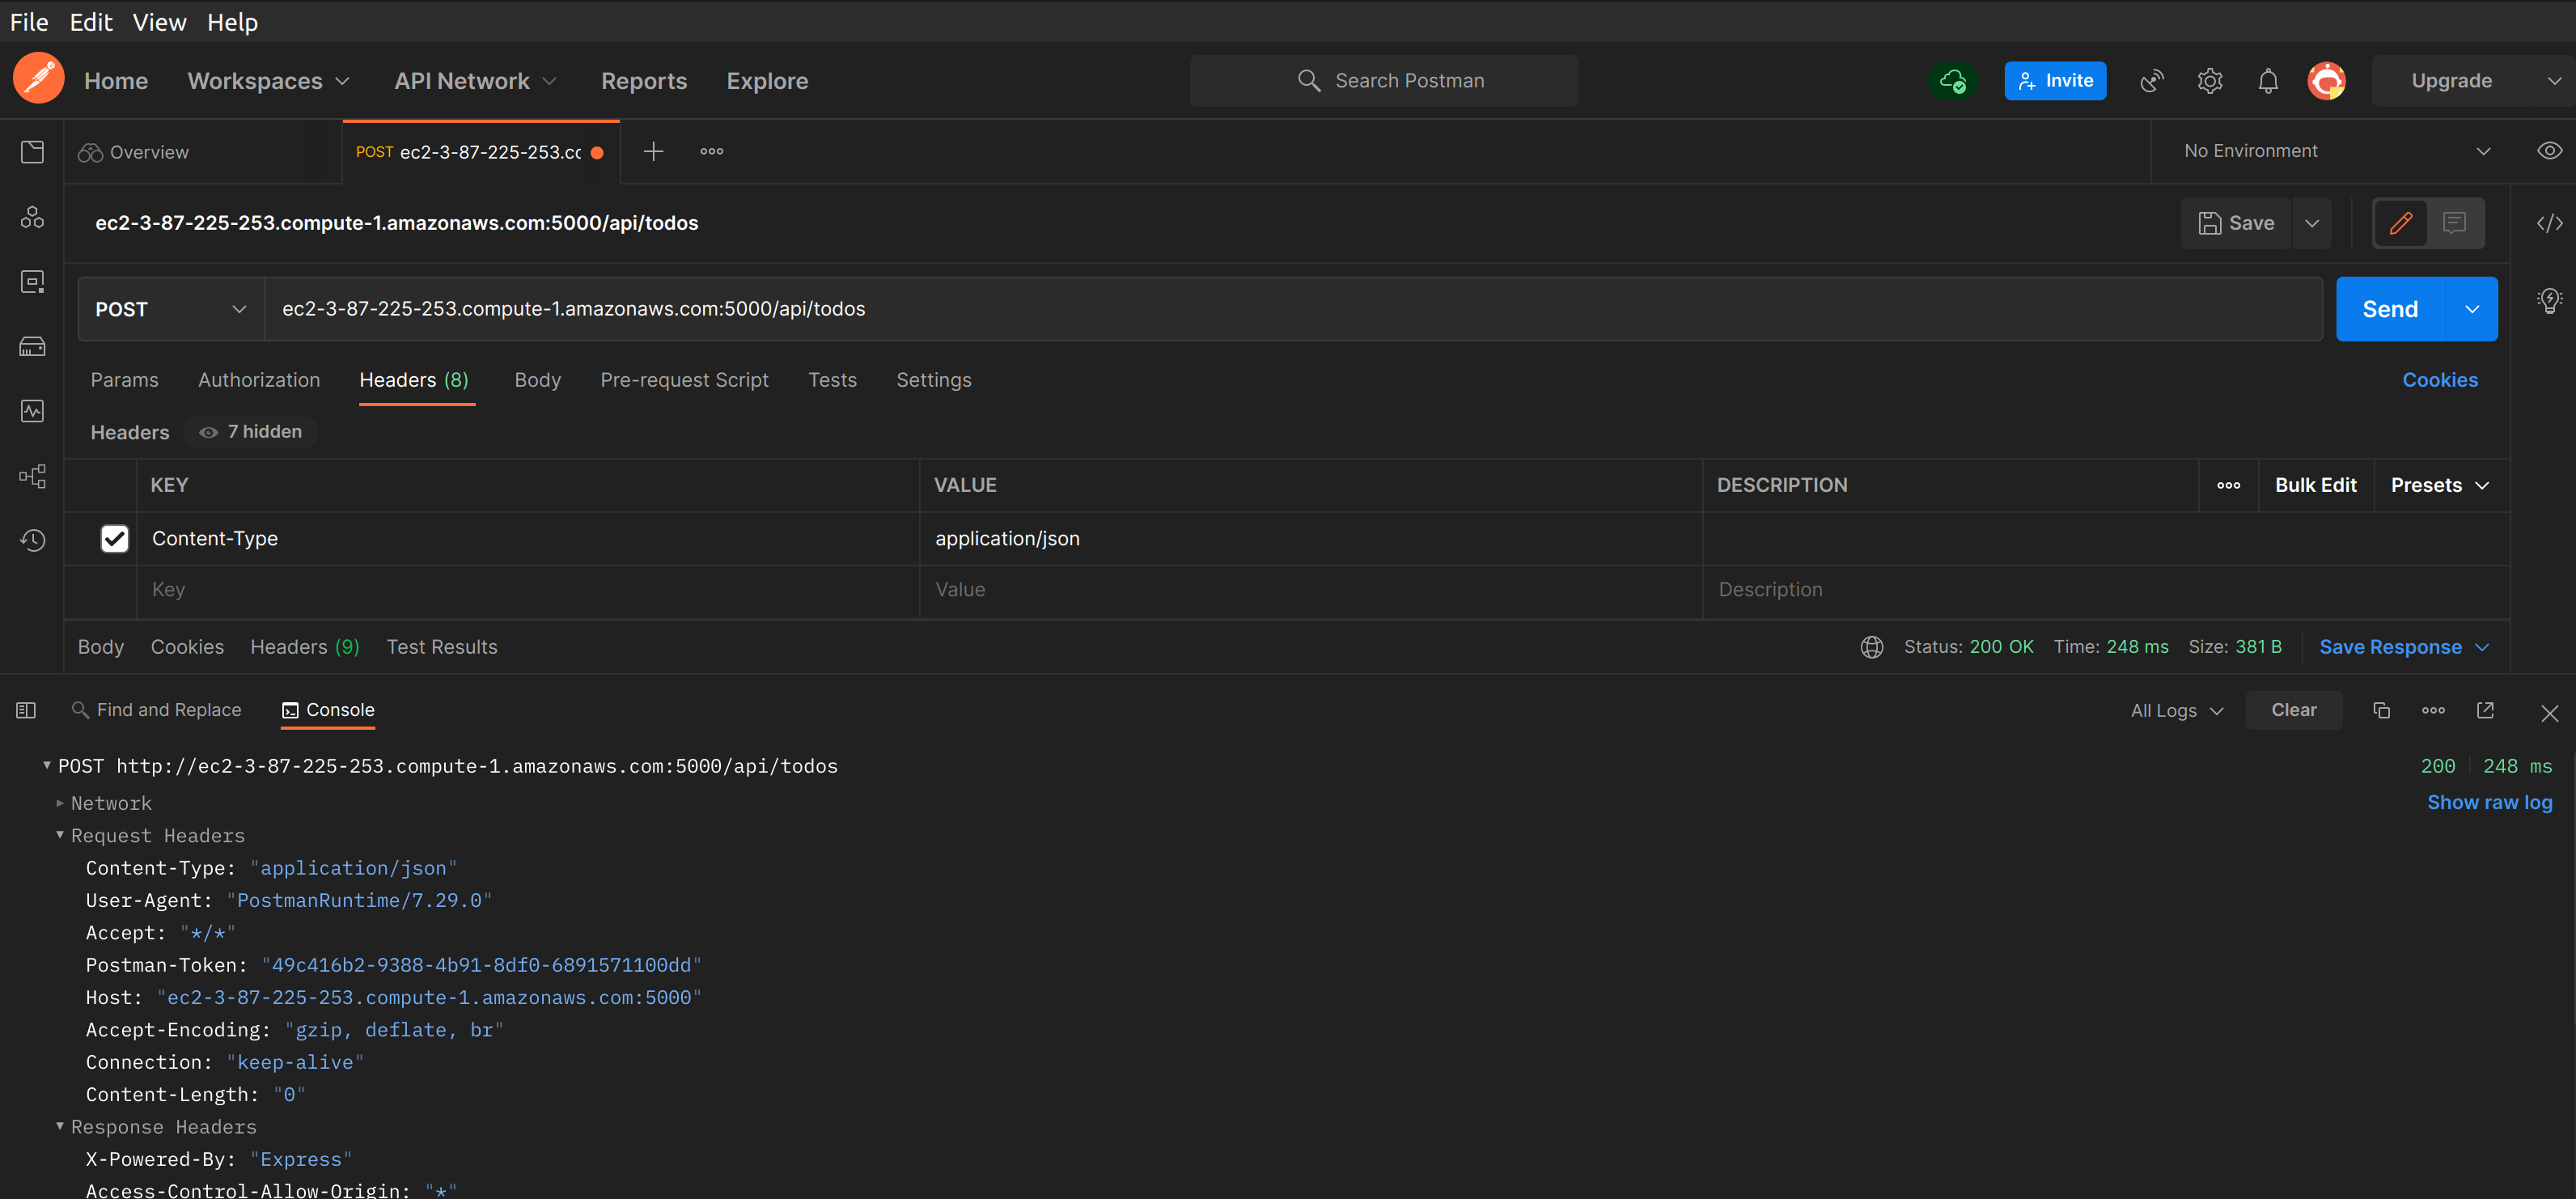 File Edit View Help
Home Workspaces API Network Reports Explore Search Postman Invite Upgrade
Overview POST ec2-3-87-225-253.cc No Environment
ec2-3-87-225-253.compute-1.amazonaws.com:5000/api/todos Save
POST ec2-3-87-225-253.compute-1.amazonaws.com:5000/api/todos Send
Params Authorization Headers (8) Body Pre-request Script Tests Settings Cookies
Headers 7 hidden
KEY VALUE DESCRIPTION Bulk Edit Presets
Content-Type application/json
Key Value Description
Body Cookies Headers (9) Test Results Status: 200 OK Time: 248 ms Size: 381 B Save Response
Find and Replace Console All Logs Clear
POST http://ec2-3-87-225-253.compute-1.amazonaws.com:5000/api/todos 200 248 ms
Network Show raw log
Request Headers
Content-Type: "application/json"
User-Agent: "PostmanRuntime/7.29.0"
Accept: "*/*"
Postman-Token: "49c416b2-9388-4b91-8df0-6891571100dd"
Host: "ec2-3-87-225-253.compute-1.amazonaws.com:5000"
Accept-Encoding: "gzip, deflate, br"
Connection: "keep-alive"
Content-Length: "0"
Response Headers
X-Powered-By: "Express"
Access-Control-Allow-Origin: "*"